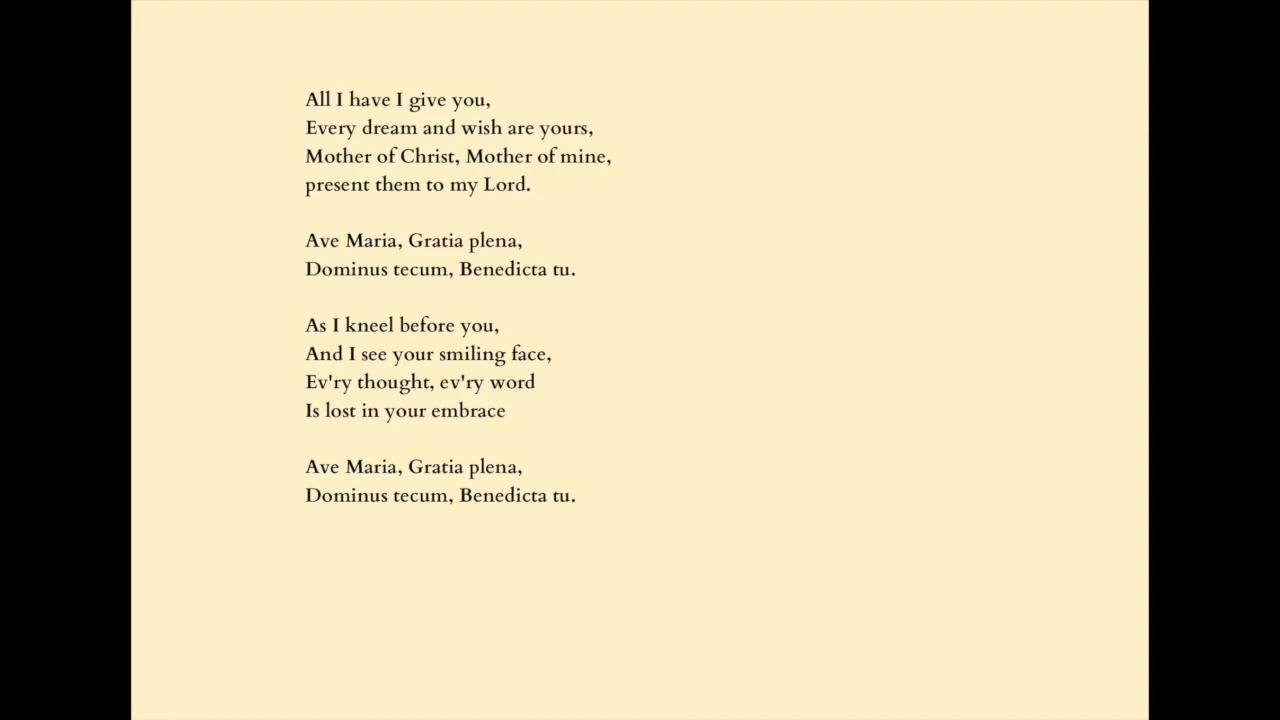 All I have I give you,
Every dream and wish are yours,
Mother of Christ, Mother of mine,
present them to my Lord.
Ave Maria, Gratia plena,
Dominus tecum, Benedicta tu.
As I kneel before you,
And I see your smiling face,
Ev'ry thought, ev'ry word
Is lost in your embrace
Ave Maria, Gratia plena,
Dominus tecum, Benedicta tu.